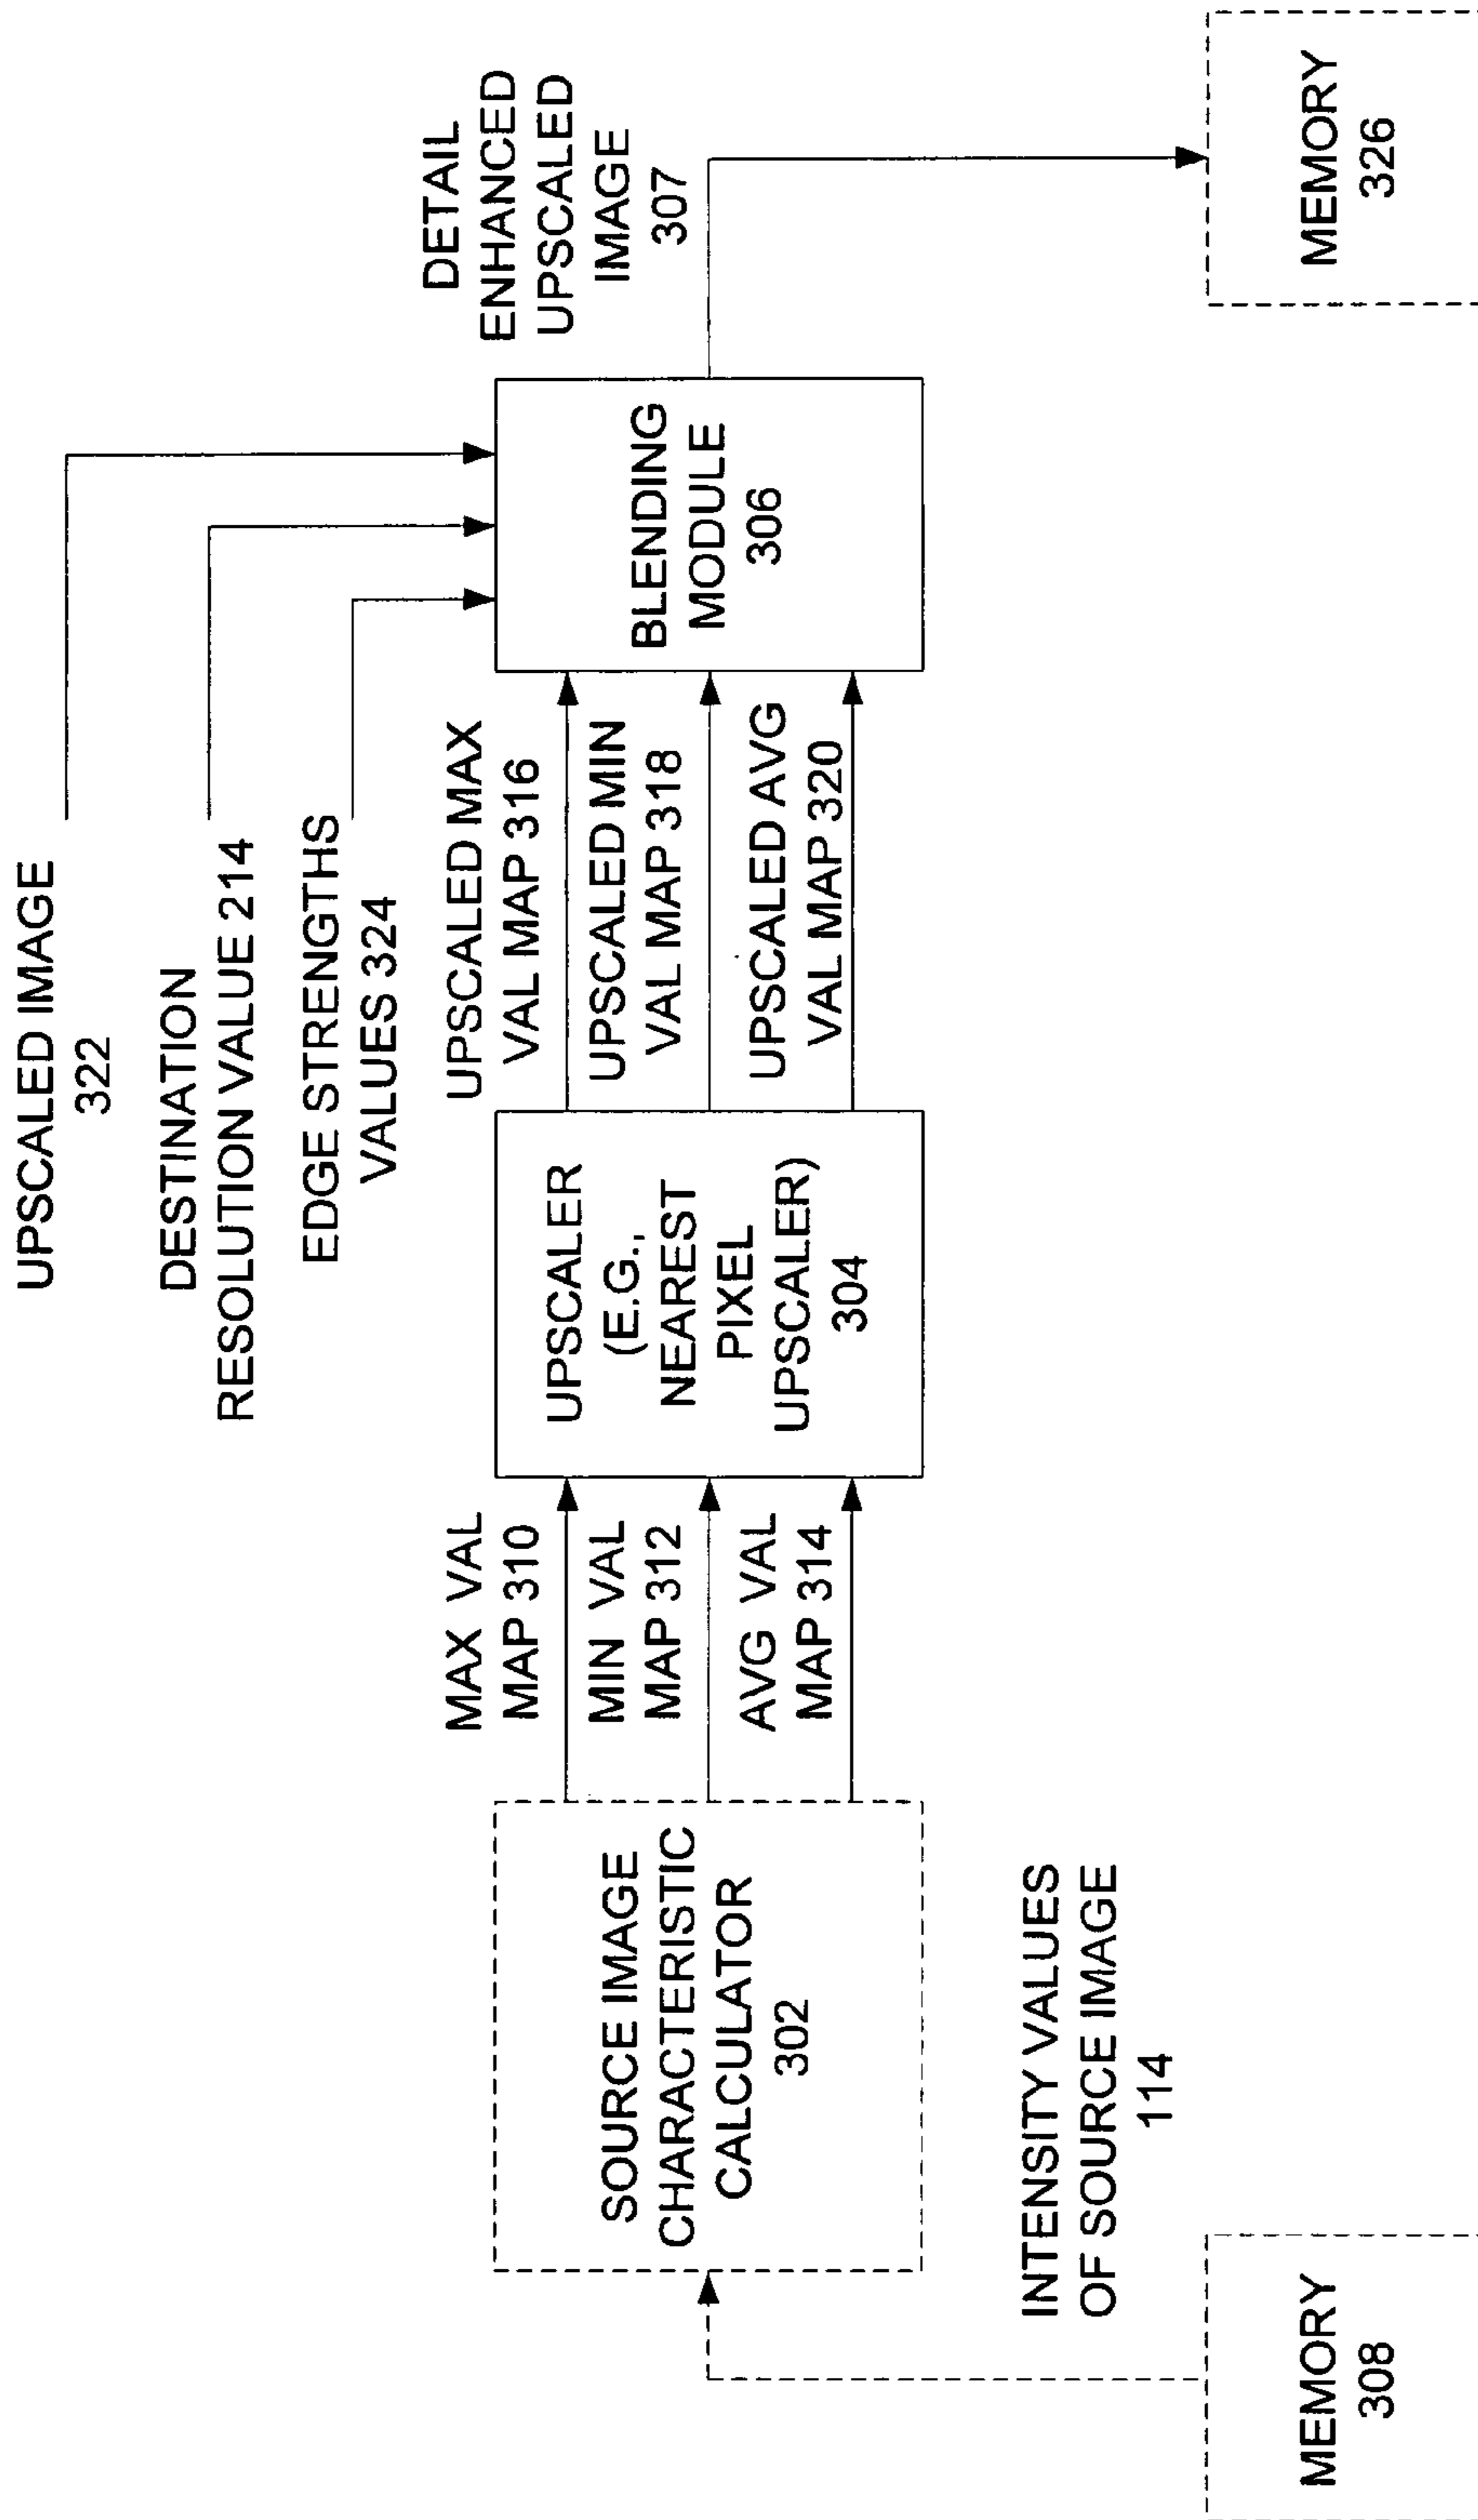 UPSCALED IMAGE
322
DESTINATION
RESOLUTION VALUE 214
EDGE STRENGTHS
VALUES 324
DETAIL
ENHANCED
UPSCALED
IMAGE
307
MAX VAL
MAP 310
MIN VAL
MAP 312
AVG VAL
MAP 314
UPSCALED MAX
VAL MAP 316
UPSCALED MIN
VAL MAP 318
UPSCALED AVG
VAL MAP 320
SOURCE IMAGE
CHARACTERISTIC
CALCULATOR
302
UPSCALER
(E.G.,
NEAREST
PIXEL
UPSCALER)
304
BLENDING
MODULE
306
INTENSITY VALUES
OF SOURCE IMAGE
114
MEMORY
308
MEMORY
326